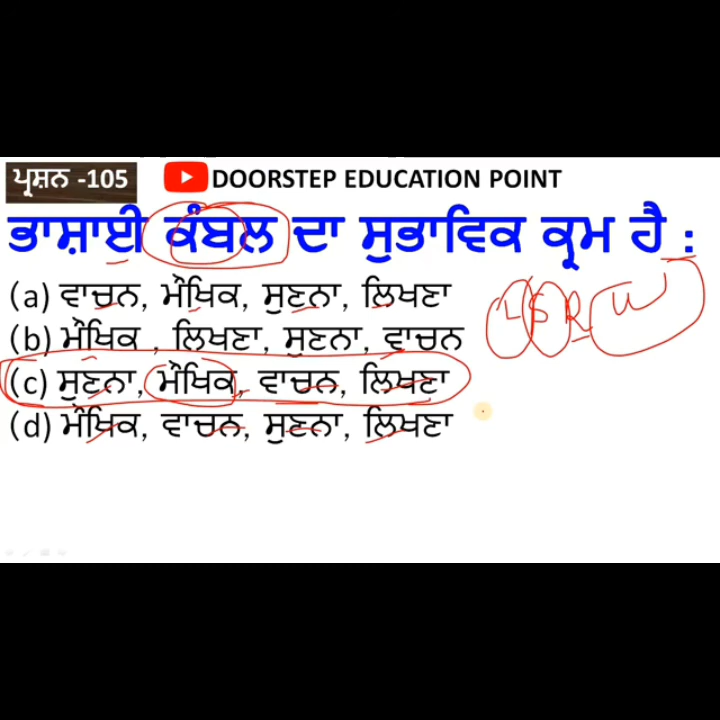 ਪ੍ਰਸ਼ਨ -105 DOORSTEP EDUCATION POINT
ਭਾਸ਼ਾਈ ਕੰਬਲ ਦਾ ਸੁਭਾਵਿਕ ਕ੍ਰਮ ਹੈ :
(a) ਵਾਚਨ, ਮੌਖਿਕ, ਸੁਣਨਾ, ਲਿਖਣਾ
(b) ਮੌਖਿਕ , ਲਿਖਣਾ, ਸੁਣਨਾ, ਵਾਚਨ
(c) ਸੁਣਨਾ, ਮੌਖਿਕ, ਵਾਚਨ, ਲਿਖਣਾ
(d) ਮੌਖਿਕ, ਵਾਚਨ, ਸੁਣਨਾ, ਲਿਖਣਾ
L S R W